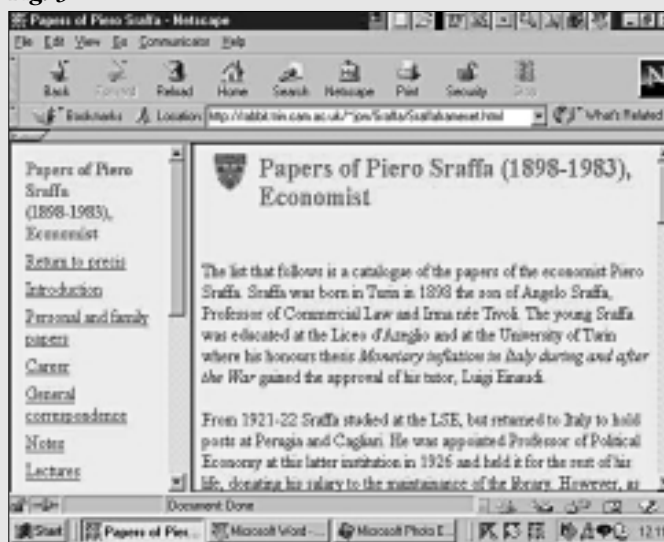 Papers of Piero Sraffa - Netscape
File Edit View Go Communicator Help
Back Forward Reload Home Search Netscape Print Security Stop
Bookmarks Location What's Related
Papers of Piero
Sraffa
(1898-1983),
Economist
Return to precis
Introduction
Personal and family
papers
Career
General
correspondence
Notes
Lectures
Papers of Piero Sraffa (1898-1983),
Economist
The list that follows is a catalogue of the papers of the economist Piero
Sraffa. Sraffa was born in Turin in 1898 the son of Angelo Sraffa,
Professor of Commercial Law and Irma née Tivoli. The young Sraffa
was educated at the Liceo d'Azeglio and at the University of Turin
where his honours thesis Monetary inflation in Italy during and after
the War gained the approval of his tutor, Luigi Einaudi.
From 1921-22 Sraffa studied at the LSE, but returned to Italy to hold
posts at Perugia and Cagliari. He was appointed Professor of Political
Economy at this latter institution in 1926 and held it for the rest of his
life, donating his salary to the maintainance of the library. However, as
Document Done
Start Papers of Pier... Microsoft Word - ... Microsoft Photo E...